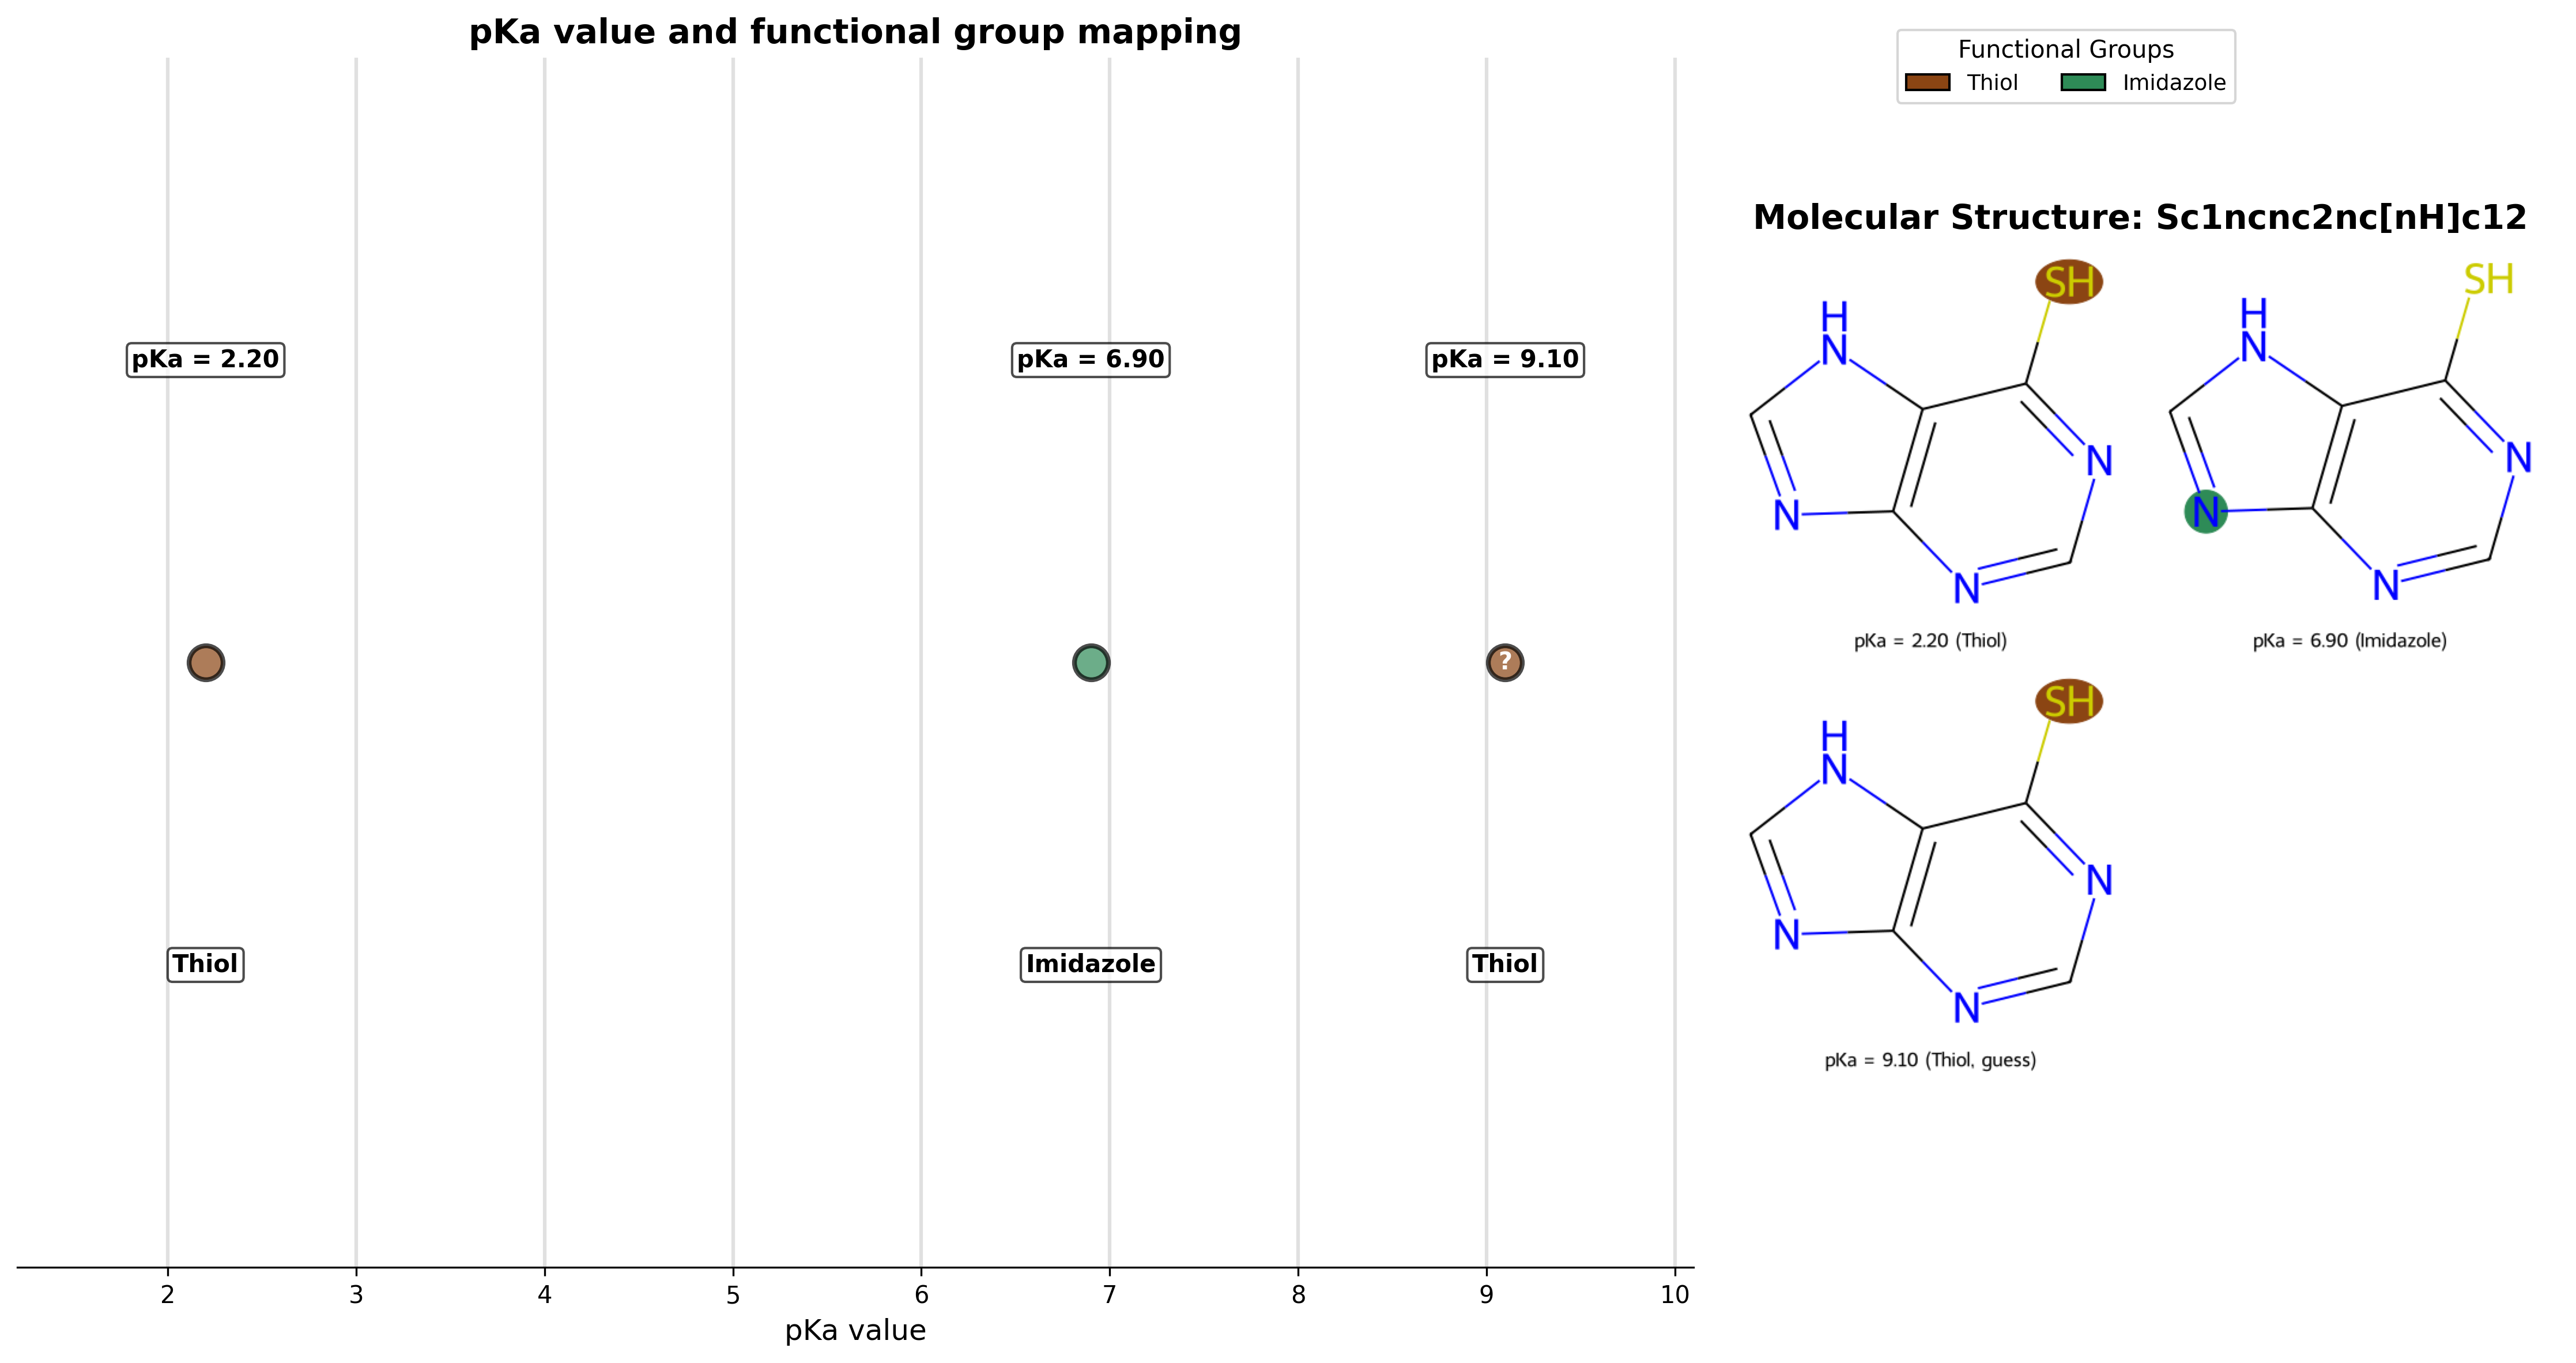 pKa value and functional group mapping
Functional Groups
Thiol Imidazole
Molecular Structure: Sc1ncnc2nc[nH]c12
pKa = 2.20 pKa = 6.90 pKa = 9.10
?
Thiol Imidazole Thiol
2 3 4 5 6 7 8 9 10
pKa value
SH
H
N
N
N
N
pKa = 2.20 (Thiol)
SH
H
N
N
N
N
pKa = 6.90 (Imidazole)
SH
H
N
N
N
N
pKa = 9.10 (Thiol, guess)